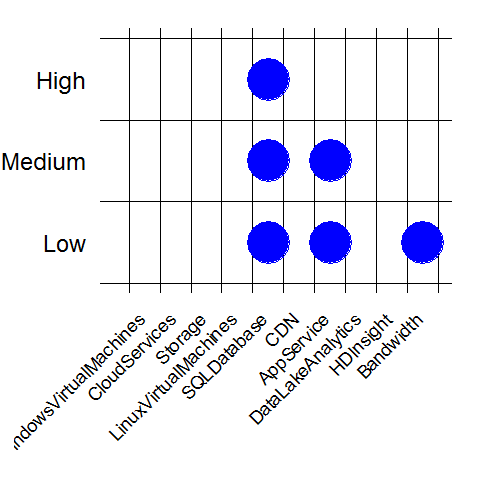 High
Medium
Low
ndowsVirtualMachines
CloudServices
Storage
LinuxVirtualMachines
SQLDatabase
CDN
AppService
DataLakeAnalytics
HDInsight
Bandwidth